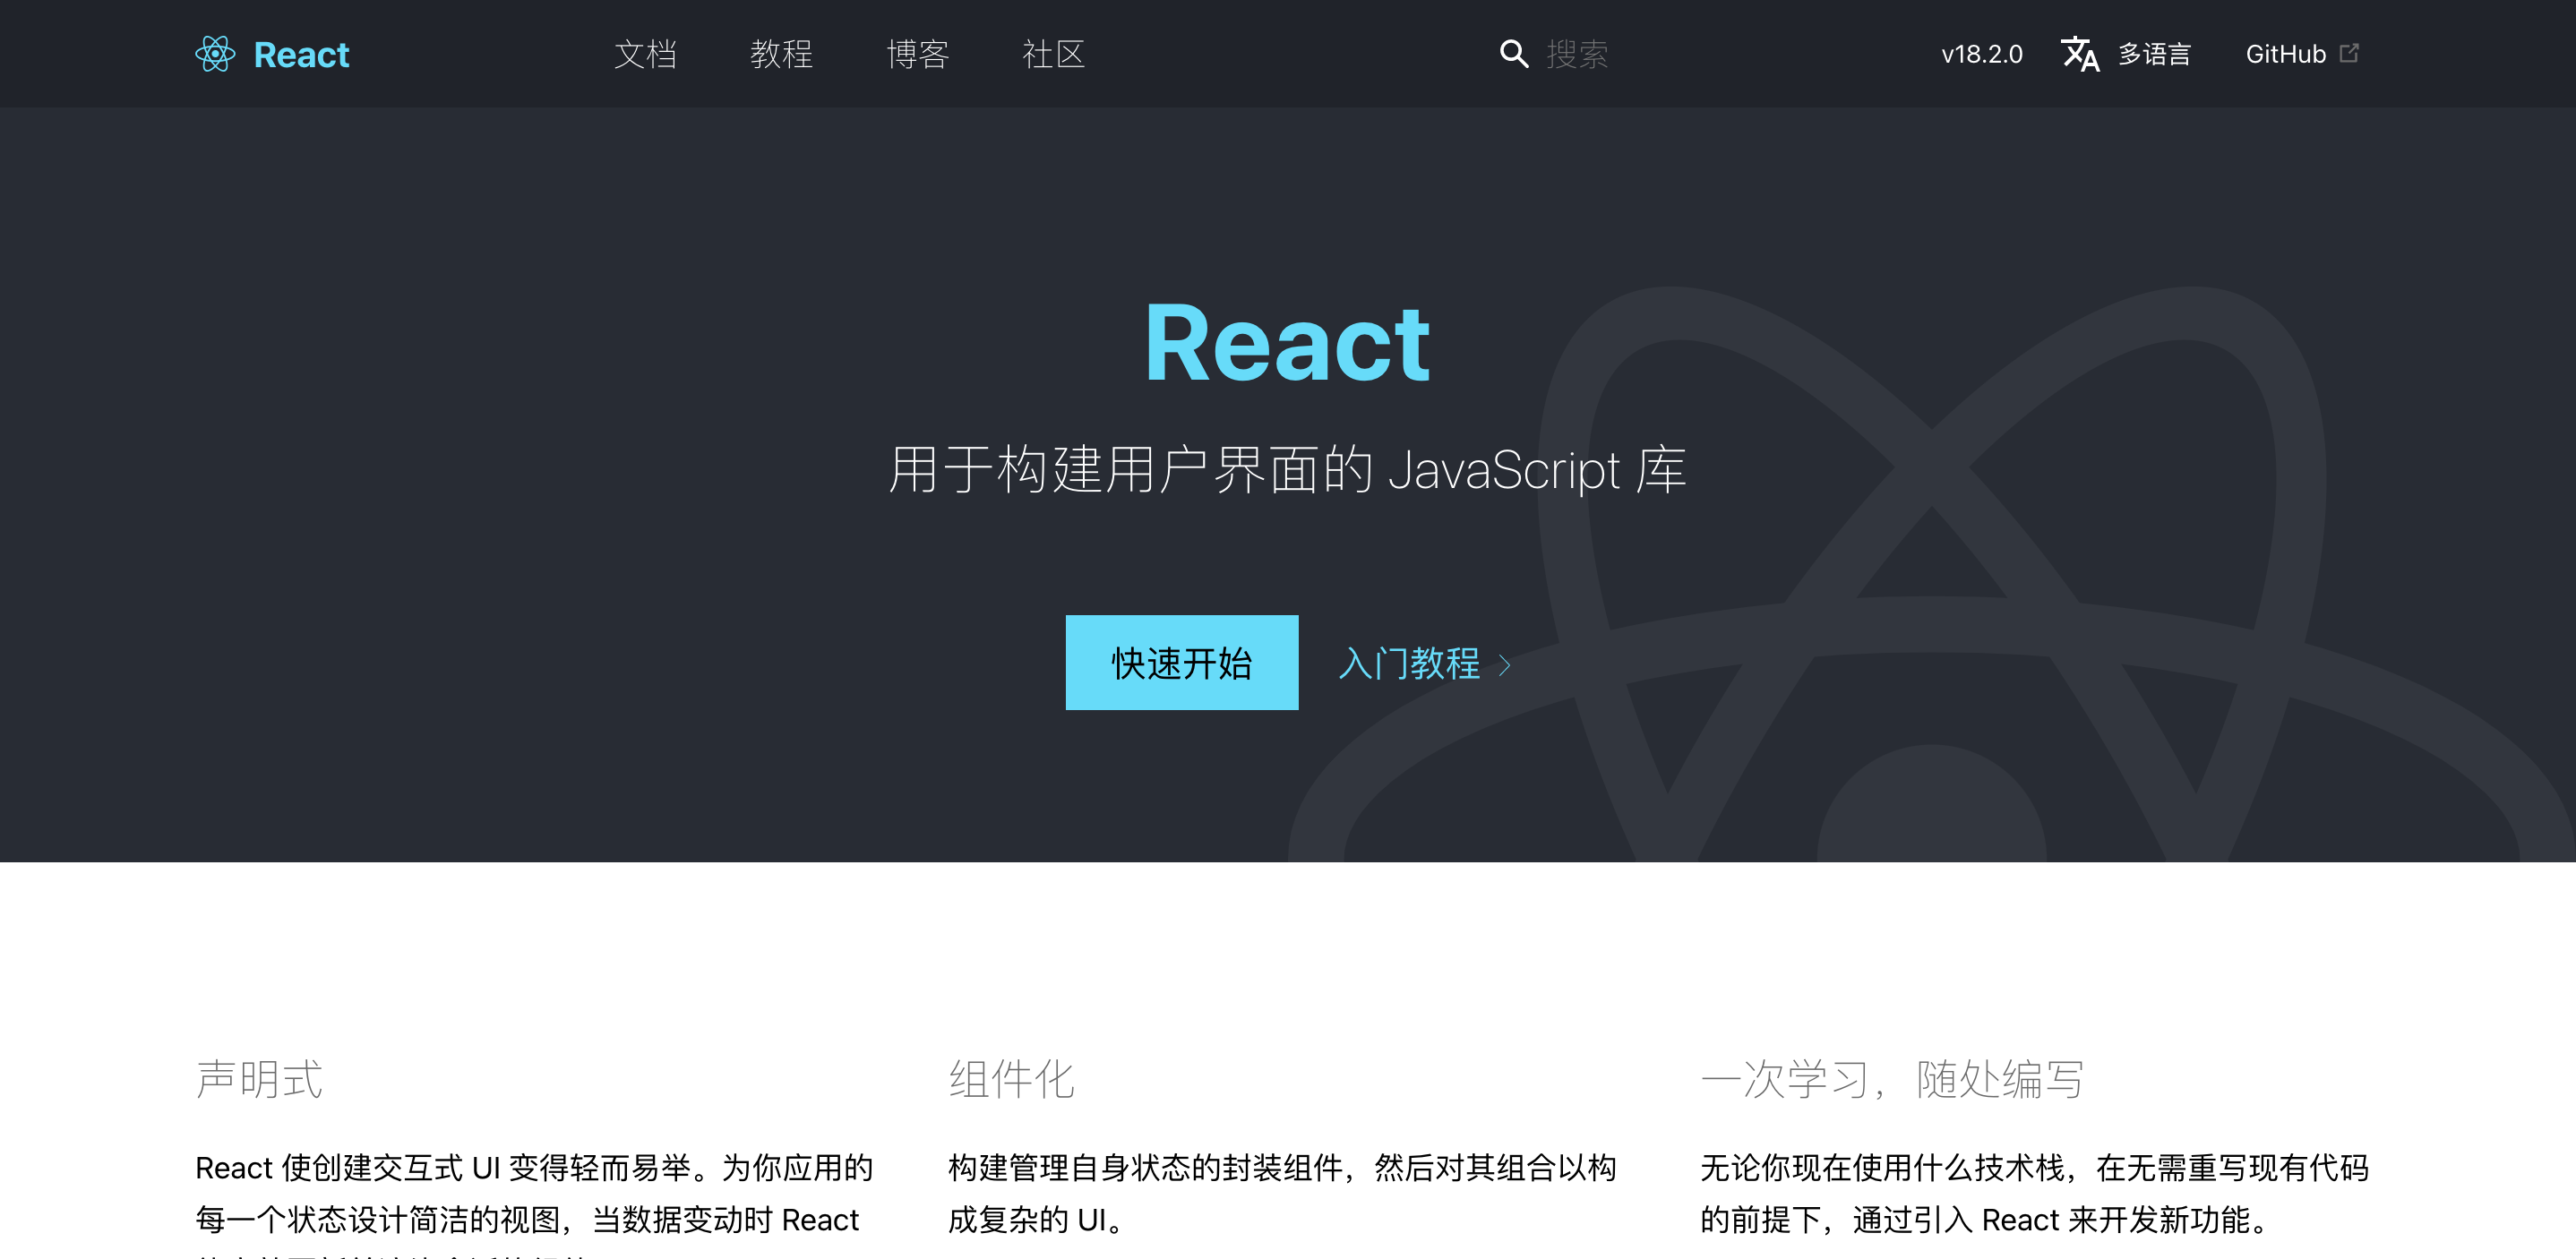 React
文档
教程
博客
社区
搜索
v18.2.0
多语言
GitHub
React
用于构建用户界面的 JavaScript 库
快速开始
入门教程
声明式
React 使创建交互式 UI 变得轻而易举。为你应用的
每一个状态设计简洁的视图，当数据变动时 React
组件化
构建管理自身状态的封装组件，然后对其组合以构
成复杂的 UI。
一次学习，随处编写
无论你现在使用什么技术栈，在无需重写现有代码
的前提下，通过引入 React 来开发新功能。